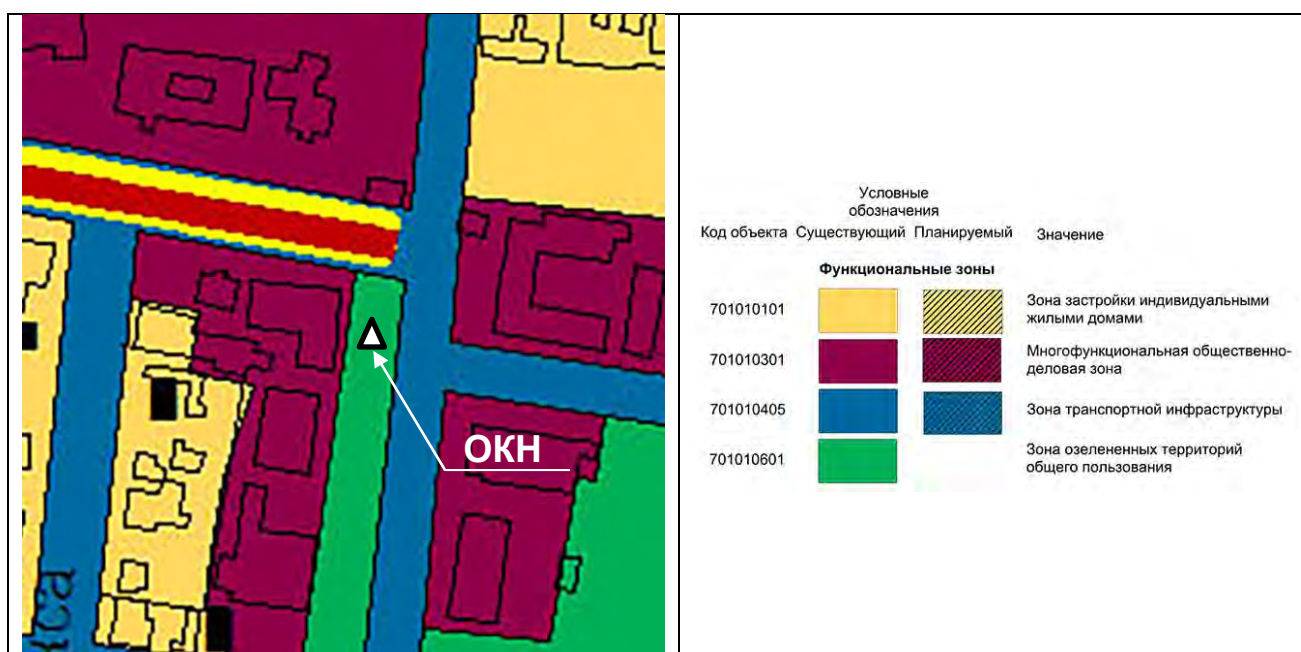 ОКН
Условные
обозначения
Код объекта Существующий Планируемый Значение
Функциональные зоны
701010101 Зона застройки индивидуальными
жилыми домами
701010301 Многофункциональная общественно-
деловая зона
701010405 Зона транспортной инфраструктуры
701010601 Зона озелененных территорий
общего пользования